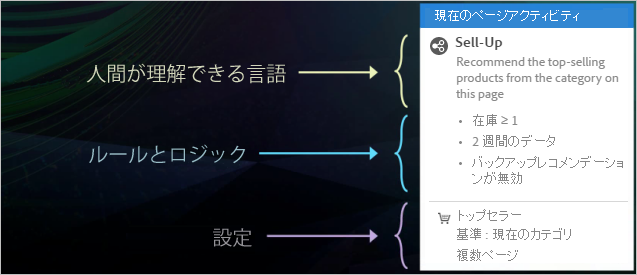 現在のページアクティビティ
Sell-Up
Recommend the top-selling
products from the category on
this page
人間が理解できる言語
• 在庫 ≥ 1
• 2 週間のデータ
• バックアップレコメンデーショ
ンが無効
ルールとロジック
トップセラー
基準 : 現在のカテゴリ
複数ページ
設定